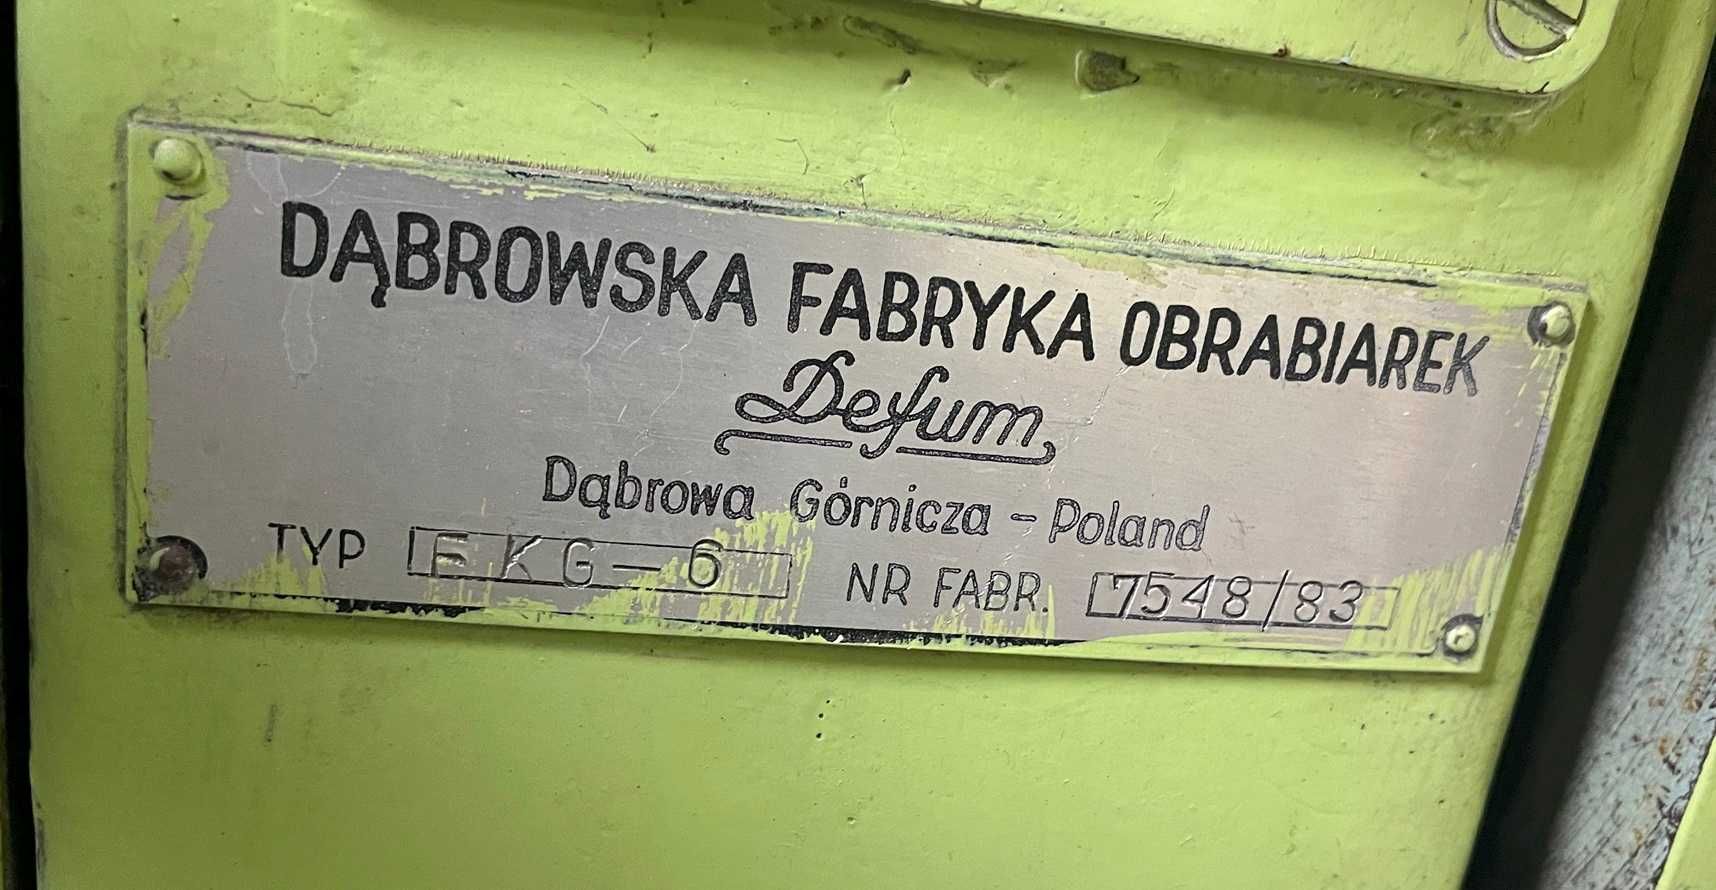 DĄBROWSKA FABRYKA OBRABIAREK
Defum
Dąbrowa Górnicza - Poland
TYP EKG-6 NR FABR. 7548/83